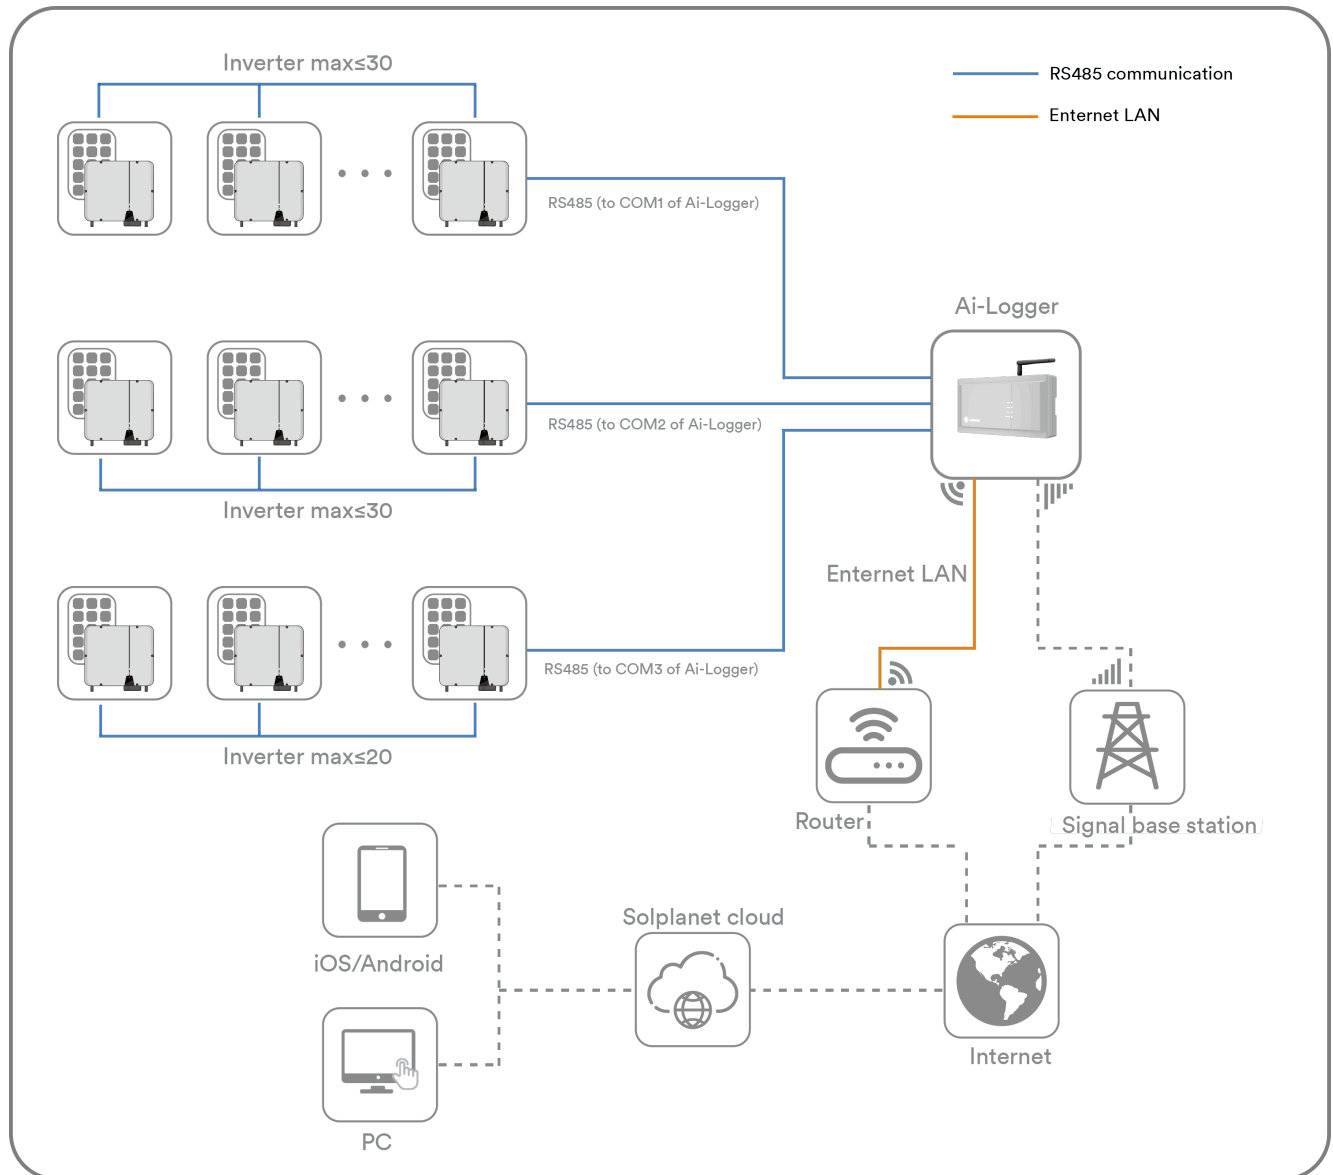 Inverter max≤30
RS485 communication
Enternet LAN
RS485 (to COM1 of Ai-Logger)
Ai-Logger
RS485 (to COM2 of Ai-Logger)
Inverter max≤30
Enternet LAN
RS485 (to COM3 of Ai-Logger)
Inverter max≤20
Router
Signal base station
Solplanet cloud
iOS/Android
Internet
PC